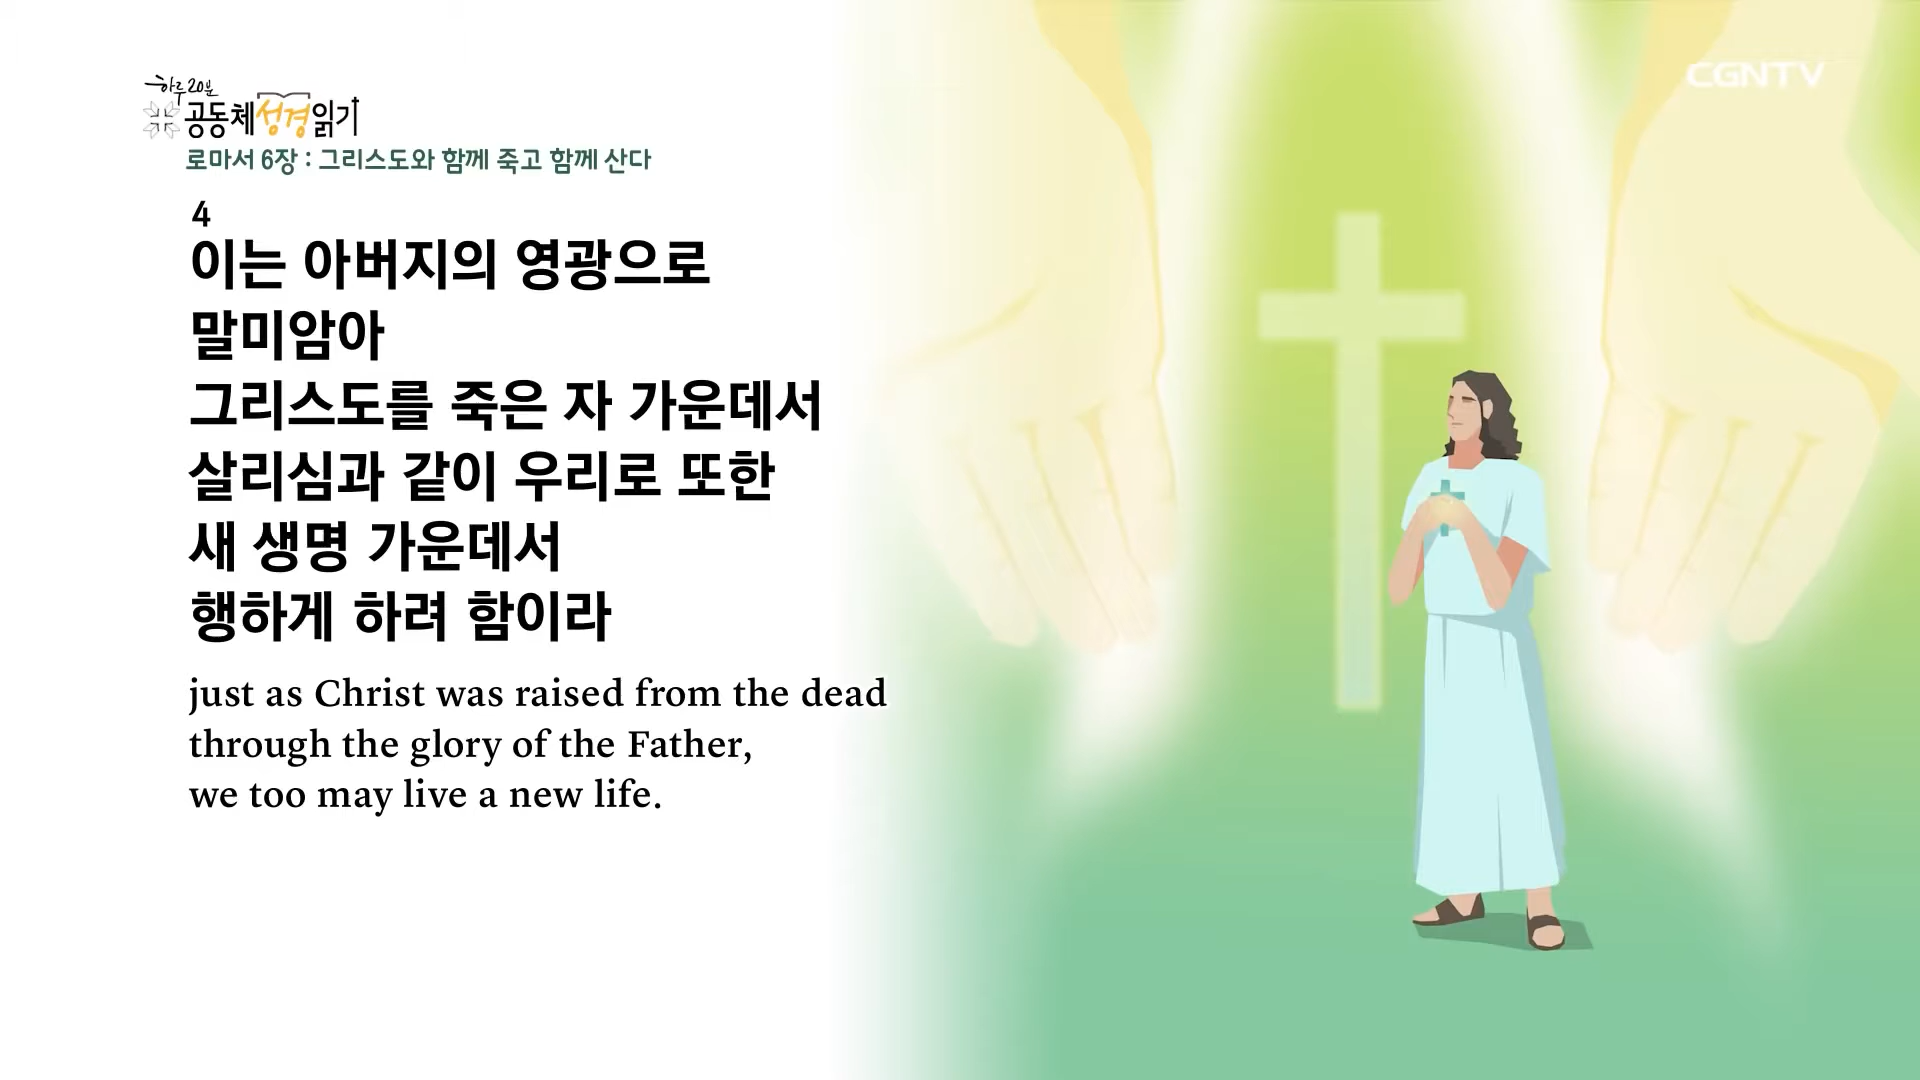 하루 20분
공동체성경읽기
CGNTV
로마서 6장 : 그리스도와 함께 죽고 함께 산다
4
이는 아버지의 영광으로
말미암아
그리스도를 죽은 자 가운데서
살리심과 같이 우리로 또한
새 생명 가운데서
행하게 하려 함이라
just as Christ was raised from the dead
through the glory of the Father,
we too may live a new life.